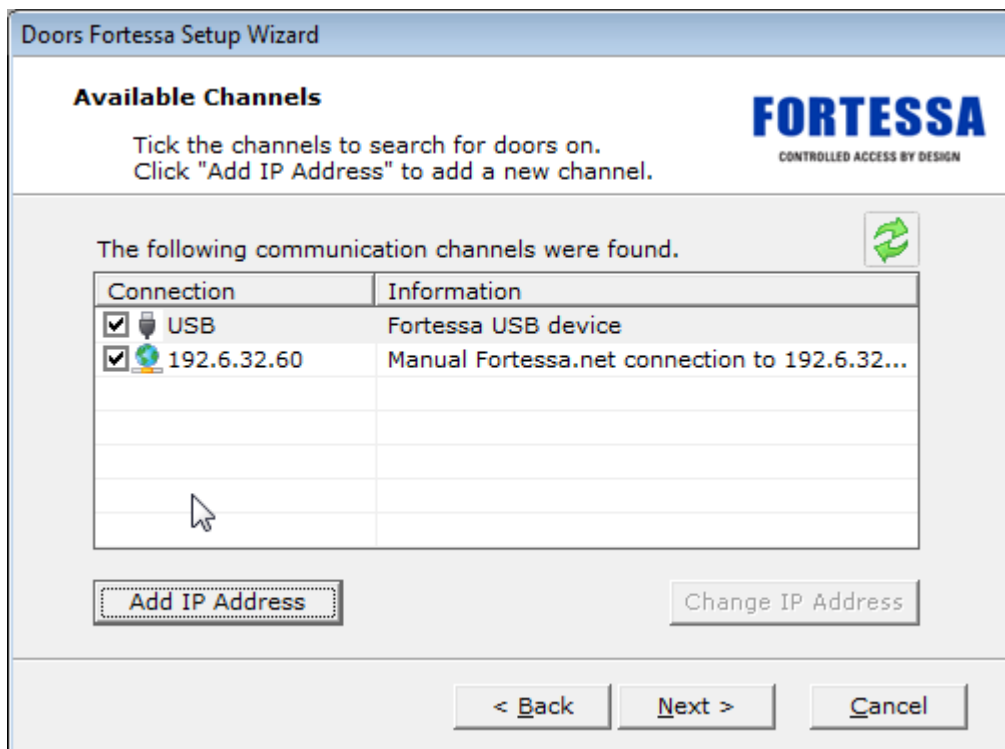 Doors Fortessa Setup Wizard
Available Channels
Tick the channels to search for doors on.
Click "Add IP Address" to add a new channel.
FORTESSA
CONTROLLED ACCESS BY DESIGN
The following communication channels were found.
Connection Information
USB Fortessa USB device
192.6.32.60 Manual Fortessa.net connection to 192.6.32...
Add IP Address Change IP Address
< Back Next > Cancel